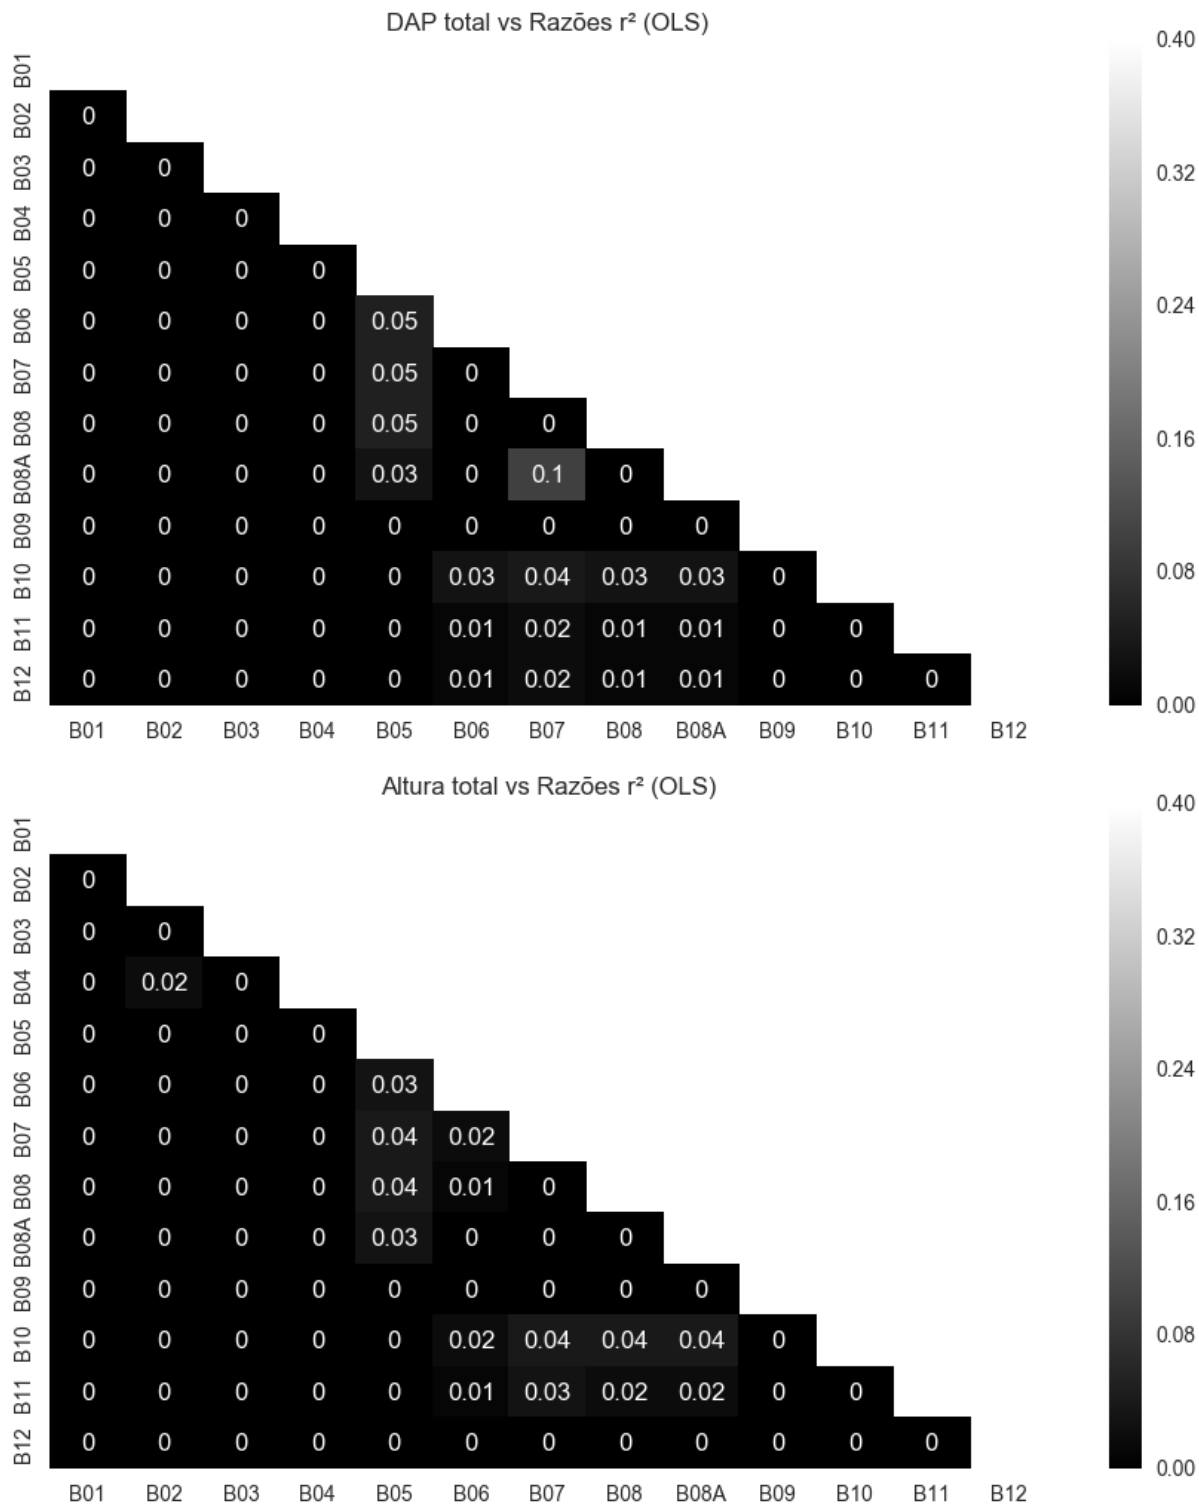 DAP total vs Razões r² (OLS)
0.40
B01
B02 0
B03 0 0
0.32
B04 0 0 0
B05 0 0 0 0
0.24
B06 0 0 0 0 0.05
B07 0 0 0 0 0.05 0
B08 0 0 0 0 0.05 0 0
0.16
B08A 0 0 0 0 0.03 0 0.1 0
B09 0 0 0 0 0 0 0 0 0
0.08
B10 0 0 0 0 0 0.03 0.04 0.03 0.03 0
B11 0 0 0 0 0 0.01 0.02 0.01 0.01 0 0
B12 0 0 0 0 0 0.01 0.02 0.01 0.01 0 0 0
0.00
B01 B02 B03 B04 B05 B06 B07 B08 B08A B09 B10 B11 B12
Altura total vs Razões r² (OLS)
0.40
B01
B02 0
B03 0 0
0.32
B04 0 0.02 0
B05 0 0 0 0
0.24
B06 0 0 0 0 0.03
B07 0 0 0 0 0.04 0.02
B08 0 0 0 0 0.04 0.01 0
0.16
B08A 0 0 0 0 0.03 0 0 0
B09 0 0 0 0 0 0 0 0 0
0.08
B10 0 0 0 0 0 0.02 0.04 0.04 0.04 0
B11 0 0 0 0 0 0.01 0.03 0.02 0.02 0 0
B12 0 0 0 0 0 0 0 0 0 0 0 0
0.00
B01 B02 B03 B04 B05 B06 B07 B08 B08A B09 B10 B11 B12